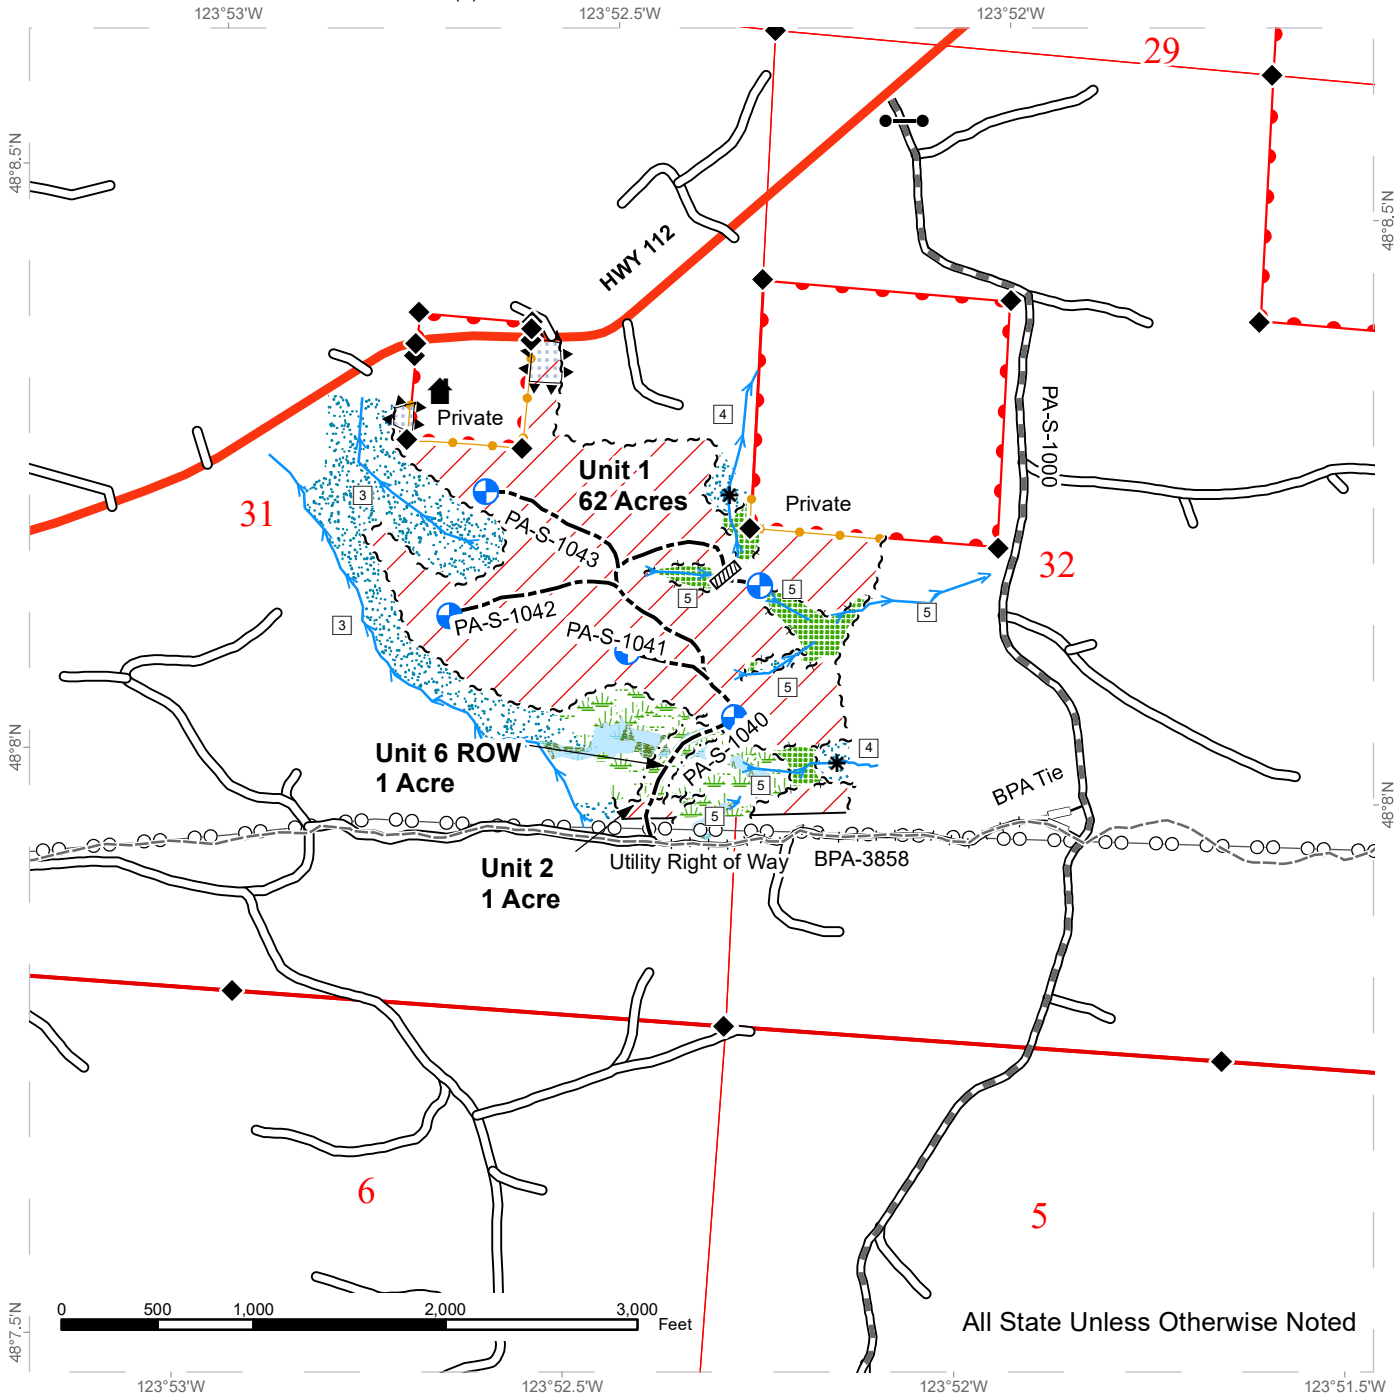 123°53'W
123°52.5'W
123°52'W
29
48°8.5'N
48°8.5'N
HWY 112
PA-S-1000
4
Private
Unit 1
62 Acres
3
31
Private
PA-S-1043
32
5
5
5
PA-S-1042
PA-S-1041
3
5
PA-S-1040
48°8'N
Unit 6 ROW
1 Acre
4
5
BPA Tie
48°8'N
5
Unit 2
1 Acre
Utility Right of Way
BPA-3858
6
5
0
500
1,000
2,000
3,000
Feet
All State Unless Otherwise Noted
48°7.5'N
123°53'W
123°52.5'W
123°52'W
123°51.5'W